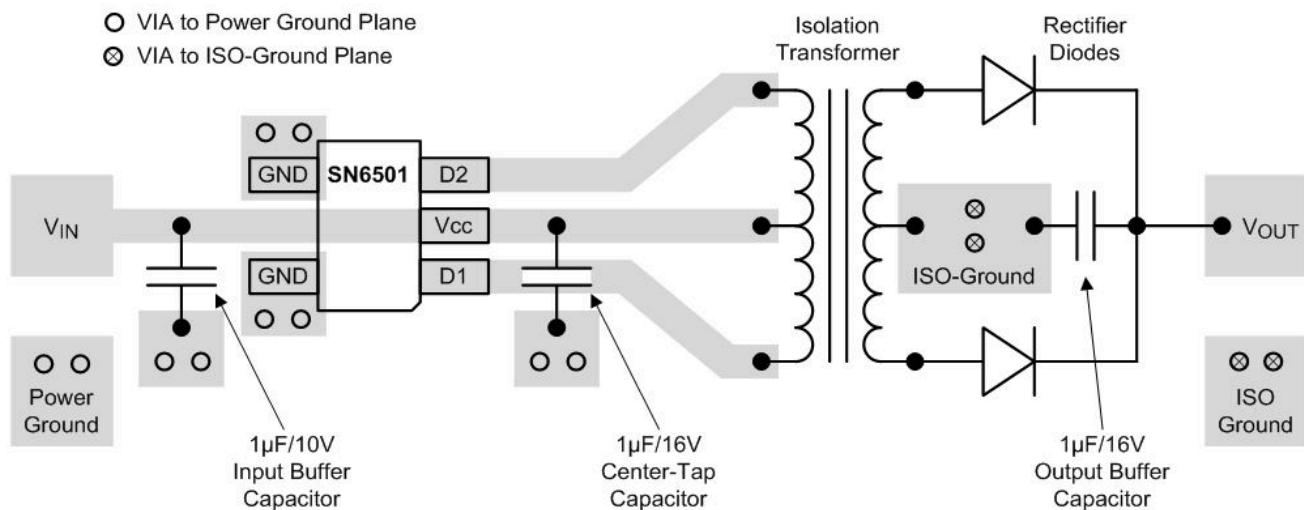 VIA to Power Ground Plane
VIA to ISO-Ground Plane
Isolation
Transformer
Rectifier
Diodes
GND
SN6501
D2
VIN
Vcc
GND
D1
ISO-Ground
VOUT
Power
Ground
ISO
Ground
1µF/10V
Input Buffer
Capacitor
1µF/16V
Center-Tap
Capacitor
1µF/16V
Output Buffer
Capacitor